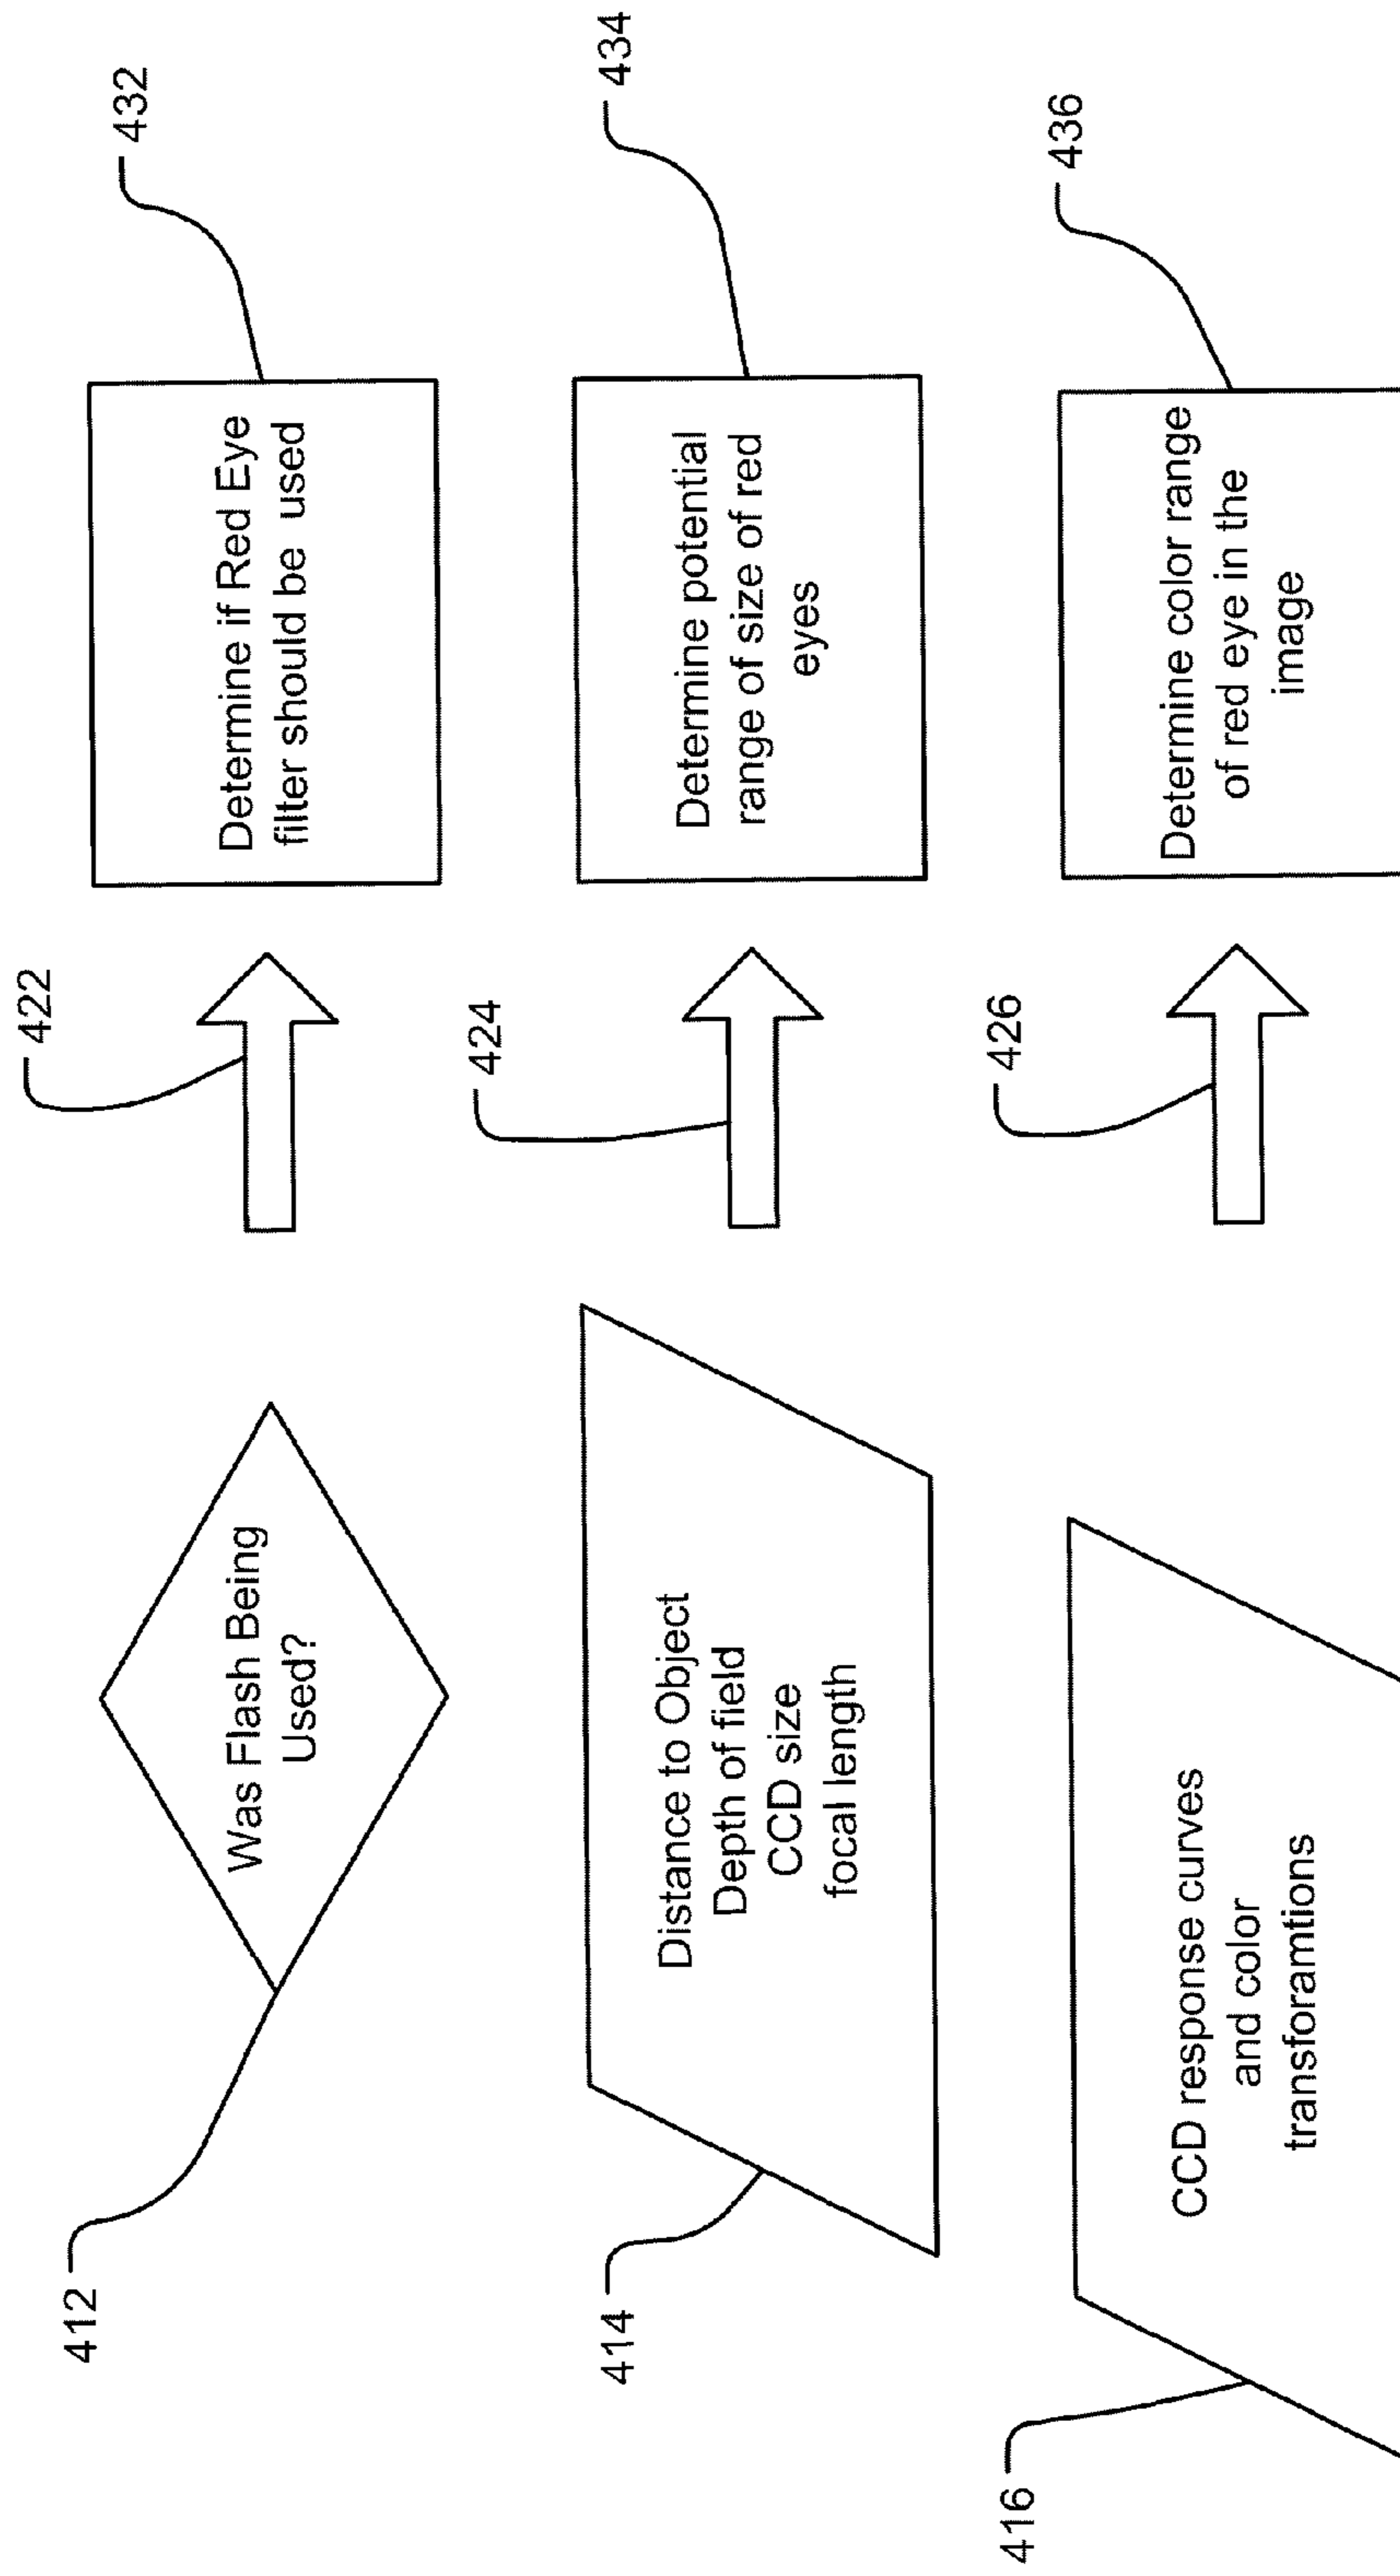 422
432
412
Was Flash Being
Used?
Determine if Red Eye
filter should be used
424
434
414
Distance to Object
Depth of field
CCD size
focal length
Determine potential
range of size of red
eyes
426
436
416
CCD response curves
and color
transforamtions
Determine color range
of red eye in the
image